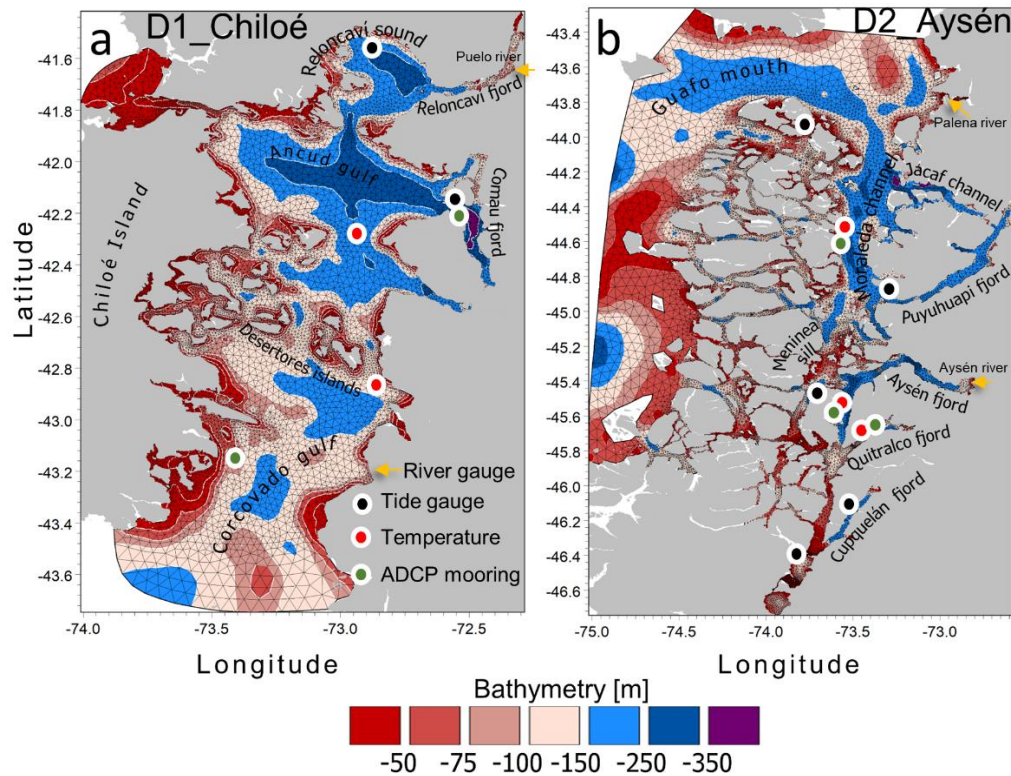 a
D1_Chiloé
Reloncaví sound
Puelo river
Reloncaví fjord
Ancud gulf
Comau fjord
Chiloé Island
Desertores islands
Corcovado gulf
River gauge
Tide gauge
Temperature
ADCP mooring
Latitude
-41.6
-41.8
-42.0
-42.2
-42.4
-42.6
-42.8
-43.0
-43.2
-43.4
-43.6
-74.0 -73.5 -73.0 -72.5
Longitude
b
D2_Aysén
Guafo mouth
Palena river
Jacaf channel
Moraleda channel
Puyuhuapi fjord
Meninea
sill
Aysén river
Aysén fjord
Quitralco fjord
Cupquelán fjord
-43.4
-43.6
-43.8
-44.0
-44.2
-44.4
-44.6
-44.8
-45.0
-45.2
-45.4
-45.6
-45.8
-46.0
-46.2
-46.4
-46.6
-75.0 -74.5 -74.0 -73.5 -73.0
Longitude
Bathymetry [m]
-50 -75 -100 -150 -250 -350